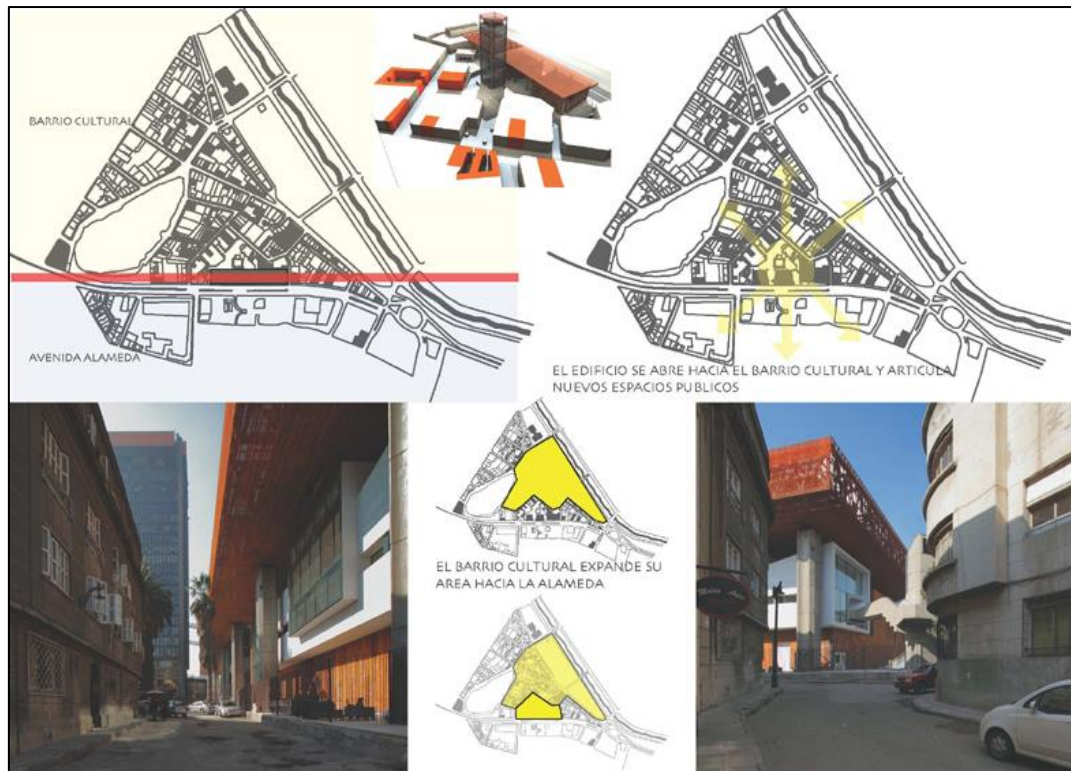 BARRIO CULTURAL
AVENIDA ALAMEDA
EL EDIFICIO SE ABRE HACIA EL BARRIO CULTURAL Y ARTICULA
NUEVOS ESPACIOS PUBLICOS
EL BARRIO CULTURAL EXPANDE SU
AREA HACIA LA ALAMEDA